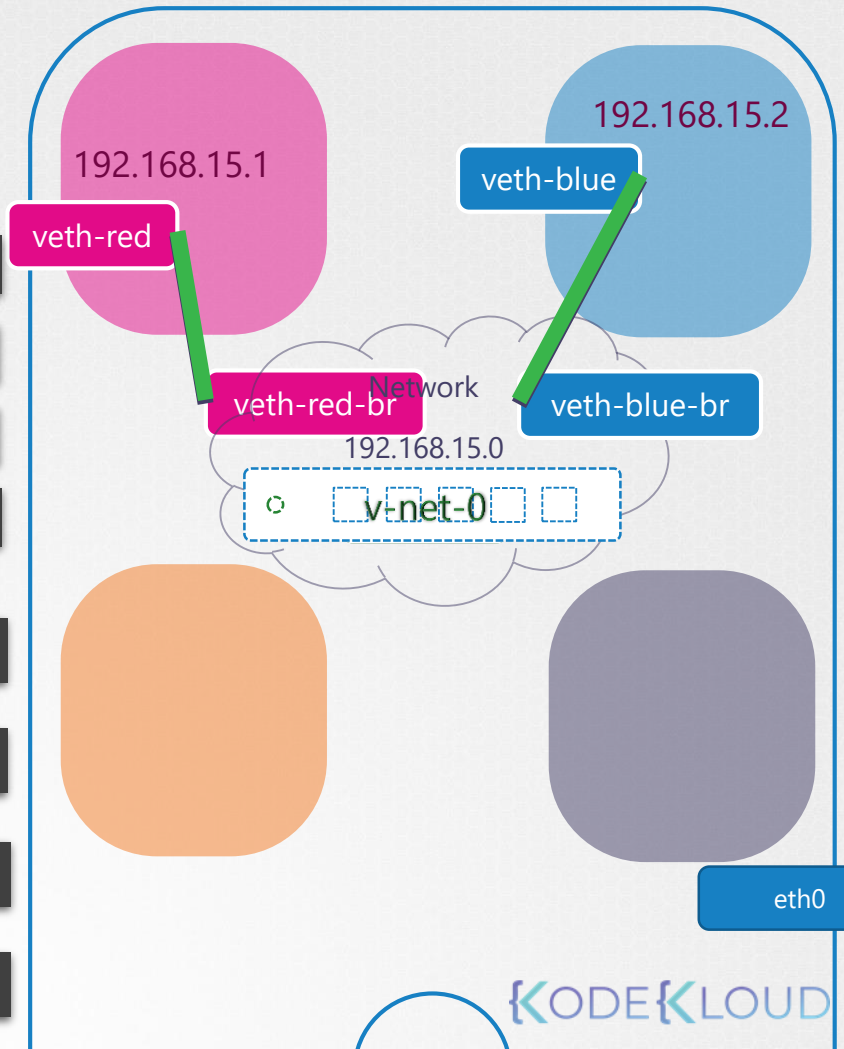 192.168.15.1
192.168.15.2
veth-red
veth-blue
Network
veth-red-br
veth-blue-br
192.168.15.0
v-net-0
eth0
KODEKLOUD